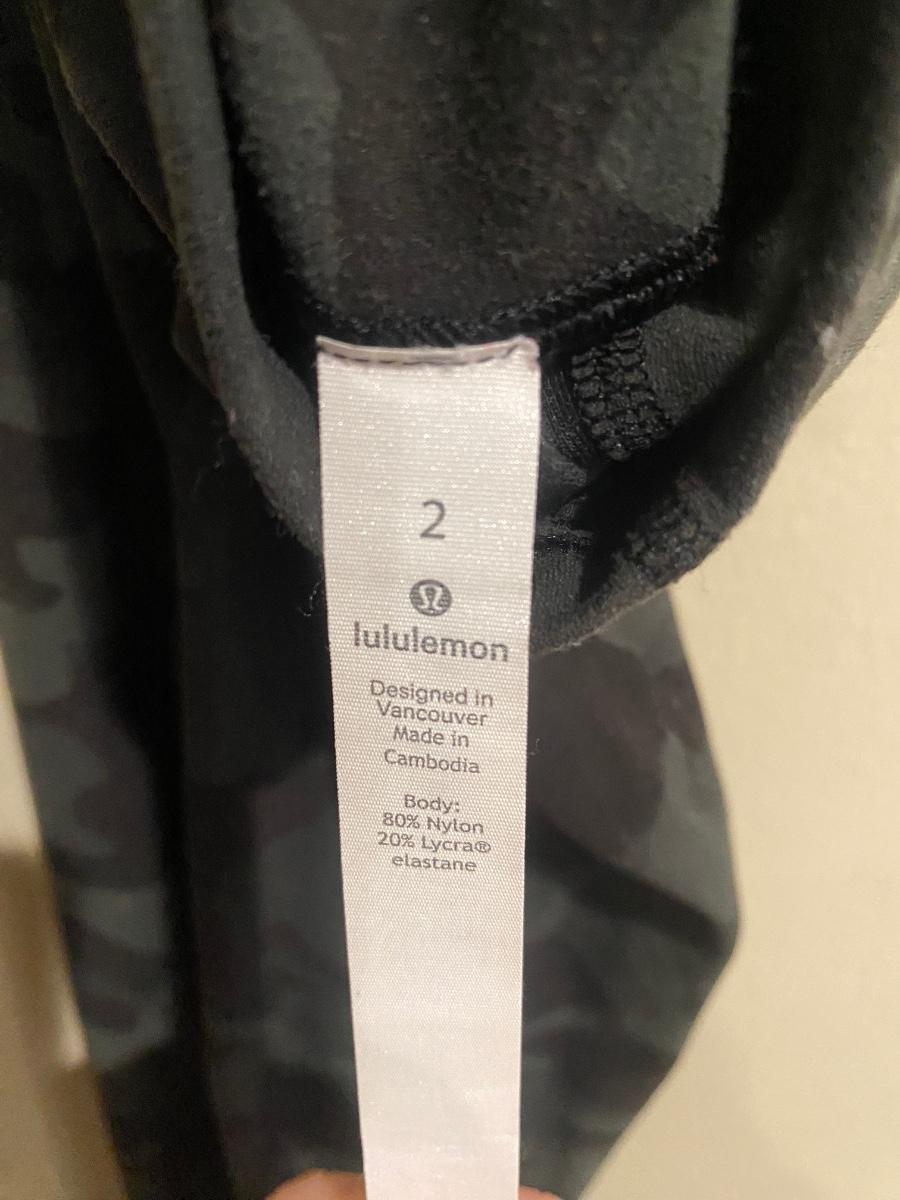 2
lululemon
Designed in
Vancouver
Made in
Cambodia
Body:
80% Nylon
20% Lycra®
elastane